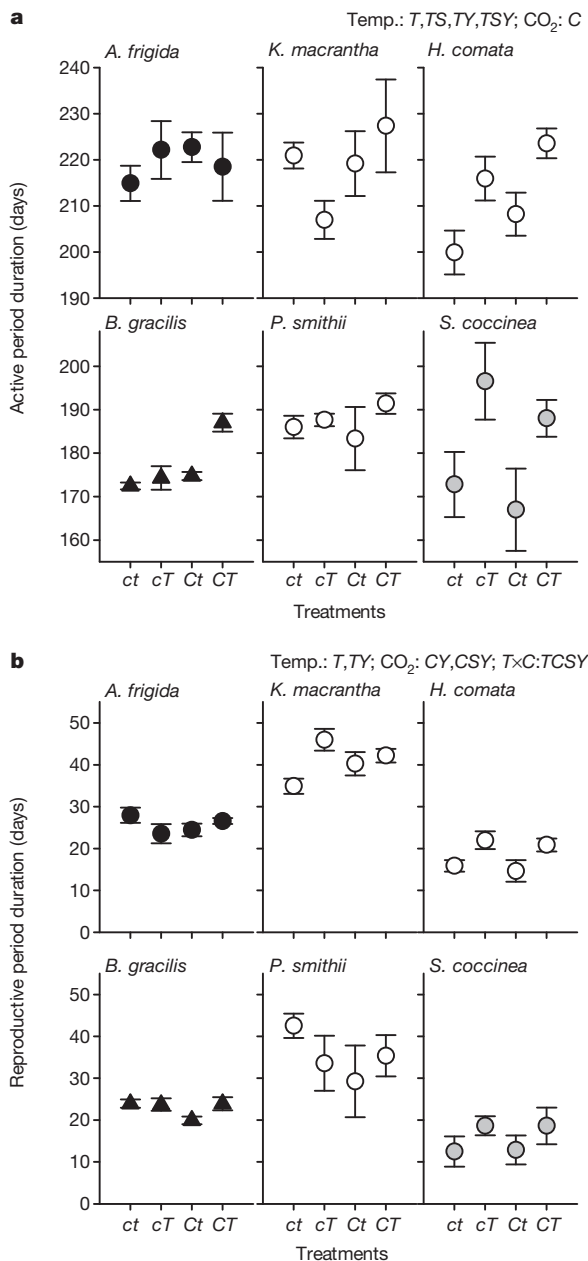 a
Temp.: T,TS,TY,TSY; CO₂: C
A. frigida K. macrantha H. comata
240
230
220
210
200
190
B. gracilis P. smithii S. coccinea
200
190
180
170
160
Active period duration (days)
ct cT Ct CT ct cT Ct CT ct cT Ct CT
Treatments
b
Temp.: T,TY; CO₂: CY,CSY; T×C:TCSY
A. frigida K. macrantha H. comata
50
40
30
20
10
0
B. gracilis P. smithii S. coccinea
50
40
30
20
10
0
Reproductive period duration (days)
ct cT Ct CT ct cT Ct CT ct cT Ct CT
Treatments